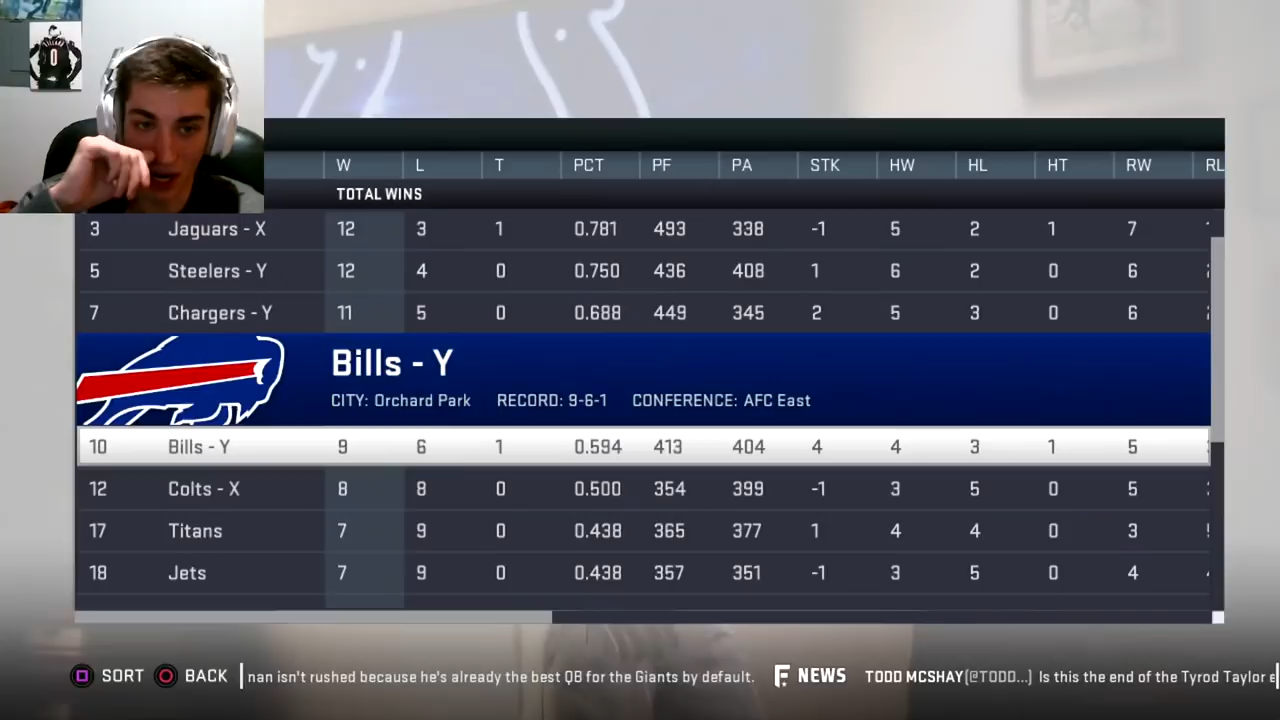 0
W L T PCT PF PA STK HW HL HT RW RL
TOTAL WINS
3 Jaguars - X 12 3 1 0.781 493 338 -1 5 2 1 7
5 Steelers - Y 12 4 0 0.750 436 408 1 6 2 0 6
7 Chargers - Y 11 5 0 0.688 449 345 2 5 3 0 6
Bills - Y
CITY: Orchard Park RECORD: 9-6-1 CONFERENCE: AFC East
10 Bills - Y 9 6 1 0.594 413 404 4 4 3 1 5
12 Colts - X 8 8 0 0.500 354 399 -1 3 5 0 5
17 Titans 7 9 0 0.438 365 377 1 4 4 0 3
18 Jets 7 9 0 0.438 357 351 -1 3 5 0 4
SORT BACK nan isn't rushed because he's already the best QB for the Giants by default. NEWS TODD MCSHAY(@TODD...) Is this the end of the Tyrod Taylor e